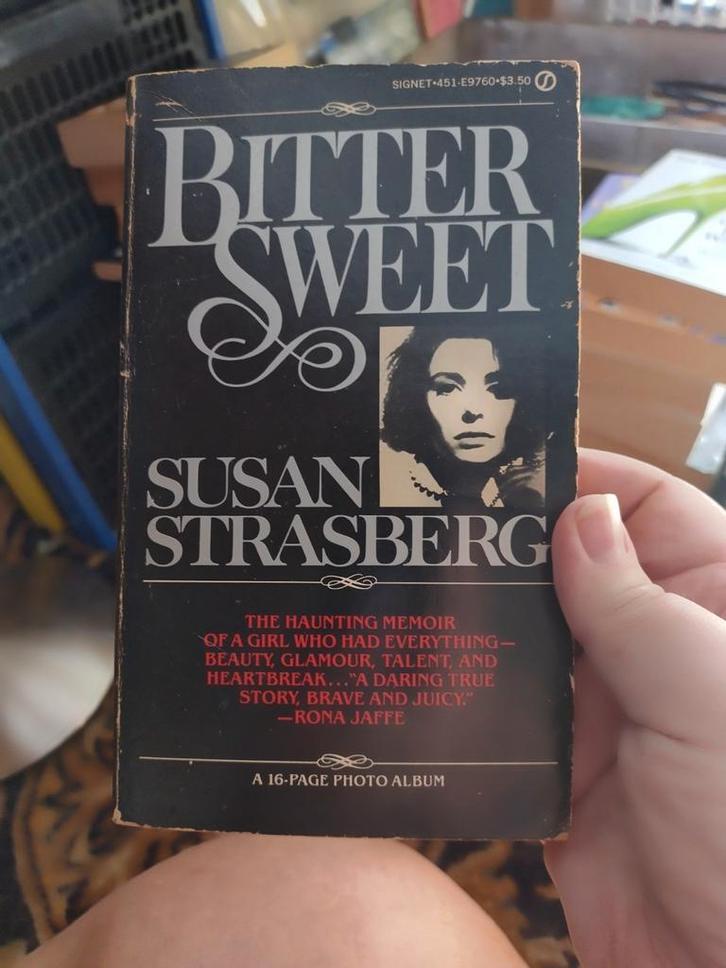 SIGNET•451-E9760•$3.50
BITTER
SWEET
SUSAN
STRASBERG
THE HAUNTING MEMOIR
OF A GIRL WHO HAD EVERYTHING—
BEAUTY, GLAMOUR, TALENT, AND
HEARTBREAK..."A DARING TRUE
STORY, BRAVE AND JUICY."
—RONA JAFFE
A 16-PAGE PHOTO ALBUM